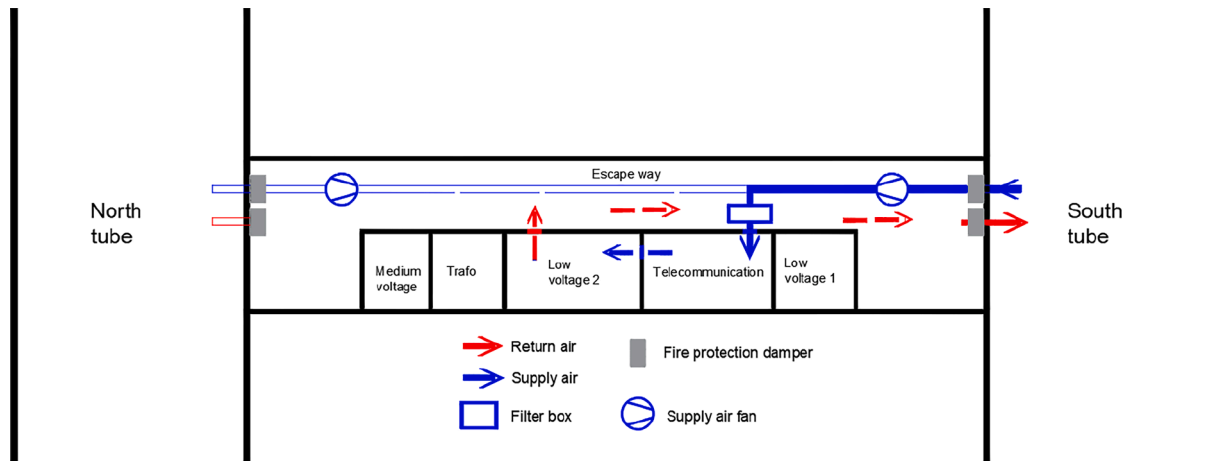 Escape way
North
tube
South
tube
Medium
voltage
Trafo
Low
voltage 2
Telecommunication
Low
voltage 1
Return air
Fire protection damper
Supply air
Filter box
Supply air fan